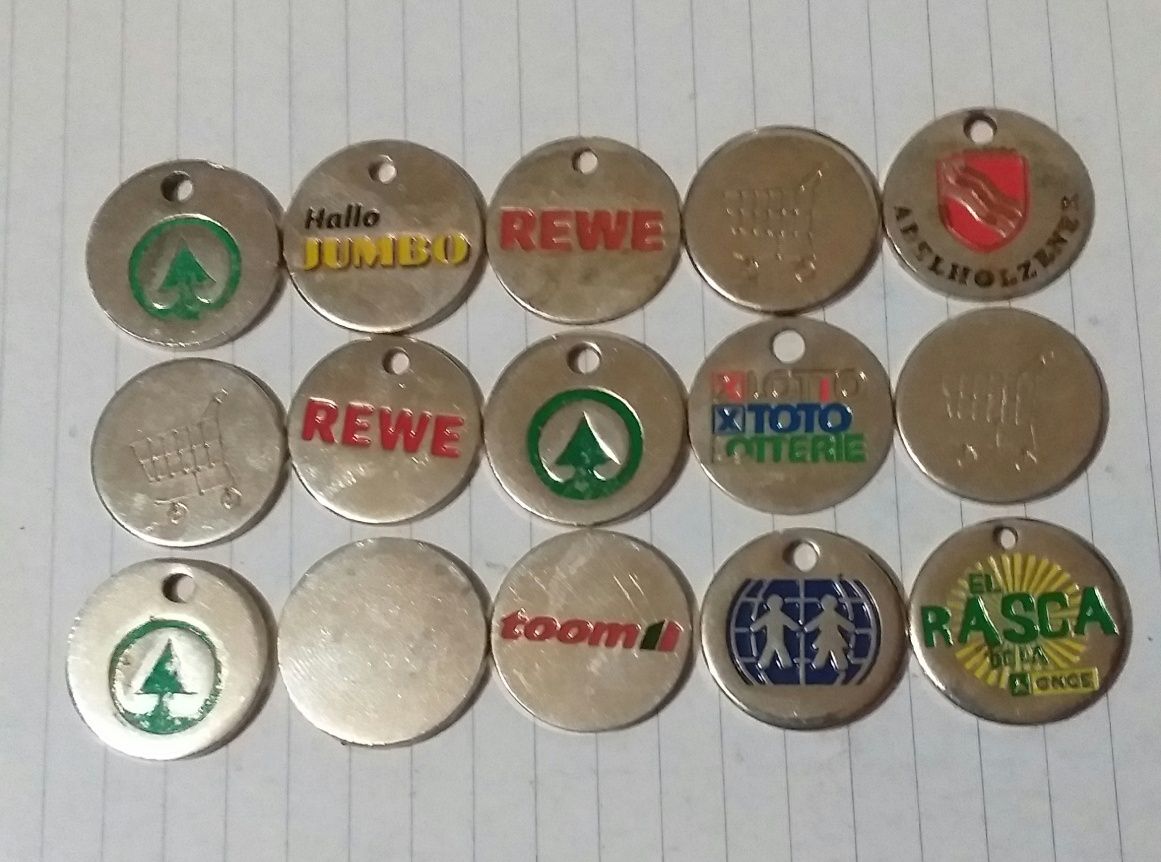 Hallo
JUMBO
REWE
ADELHOLZENER
REWE
LOTTO
TOTO
LOTTERIE
toom
EL
RASCA
DE LA
ONCE